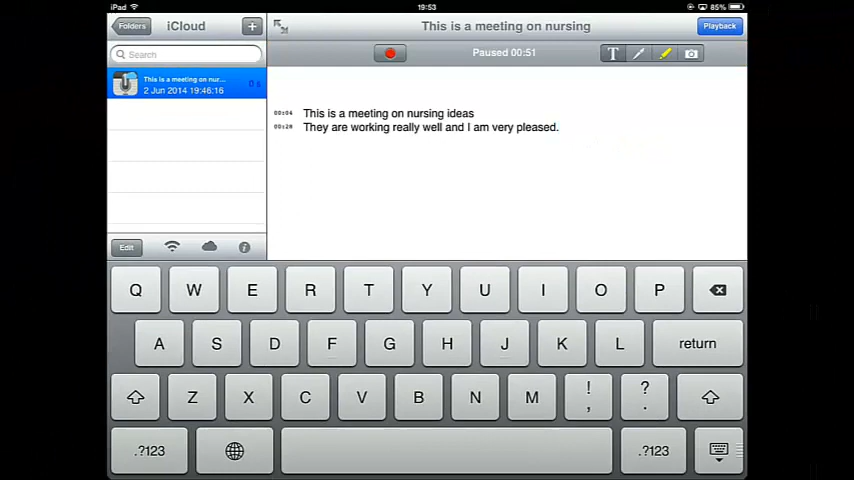 iPad 19:53 85%
Folders iCloud + This is a meeting on nursing Playback
Search
Paused 00:51 T
This is a meeting on nur...
2 Jun 2014 19:46:16 0 s
00:04 This is a meeting on nursing ideas
00:28 They are working really well and I am very pleased.
Edit i
Q W E R T Y U I O P
A S D F G H J K L return
Z X C V B N M ! , ? .
.?123 .?123